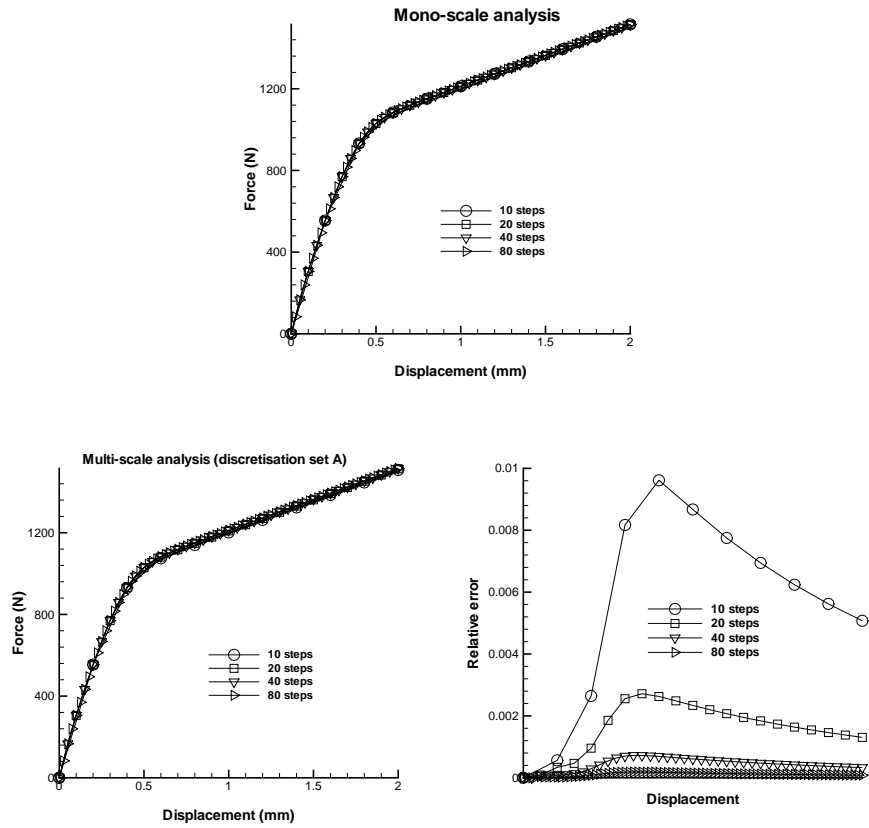 Mono-scale analysis
1200
800
400
0
Force (N)
10 steps
20 steps
40 steps
80 steps
0 0.5 1 1.5 2
Displacement (mm)
Multi-scale analysis (discretisation set A)
1200
800
400
0
Force (N)
10 steps
20 steps
40 steps
80 steps
0 0.5 1 1.5 2
Displacement (mm)
0.01
0.008
0.006
0.004
0.002
0
Relative error
10 steps
20 steps
40 steps
80 steps
Displacement